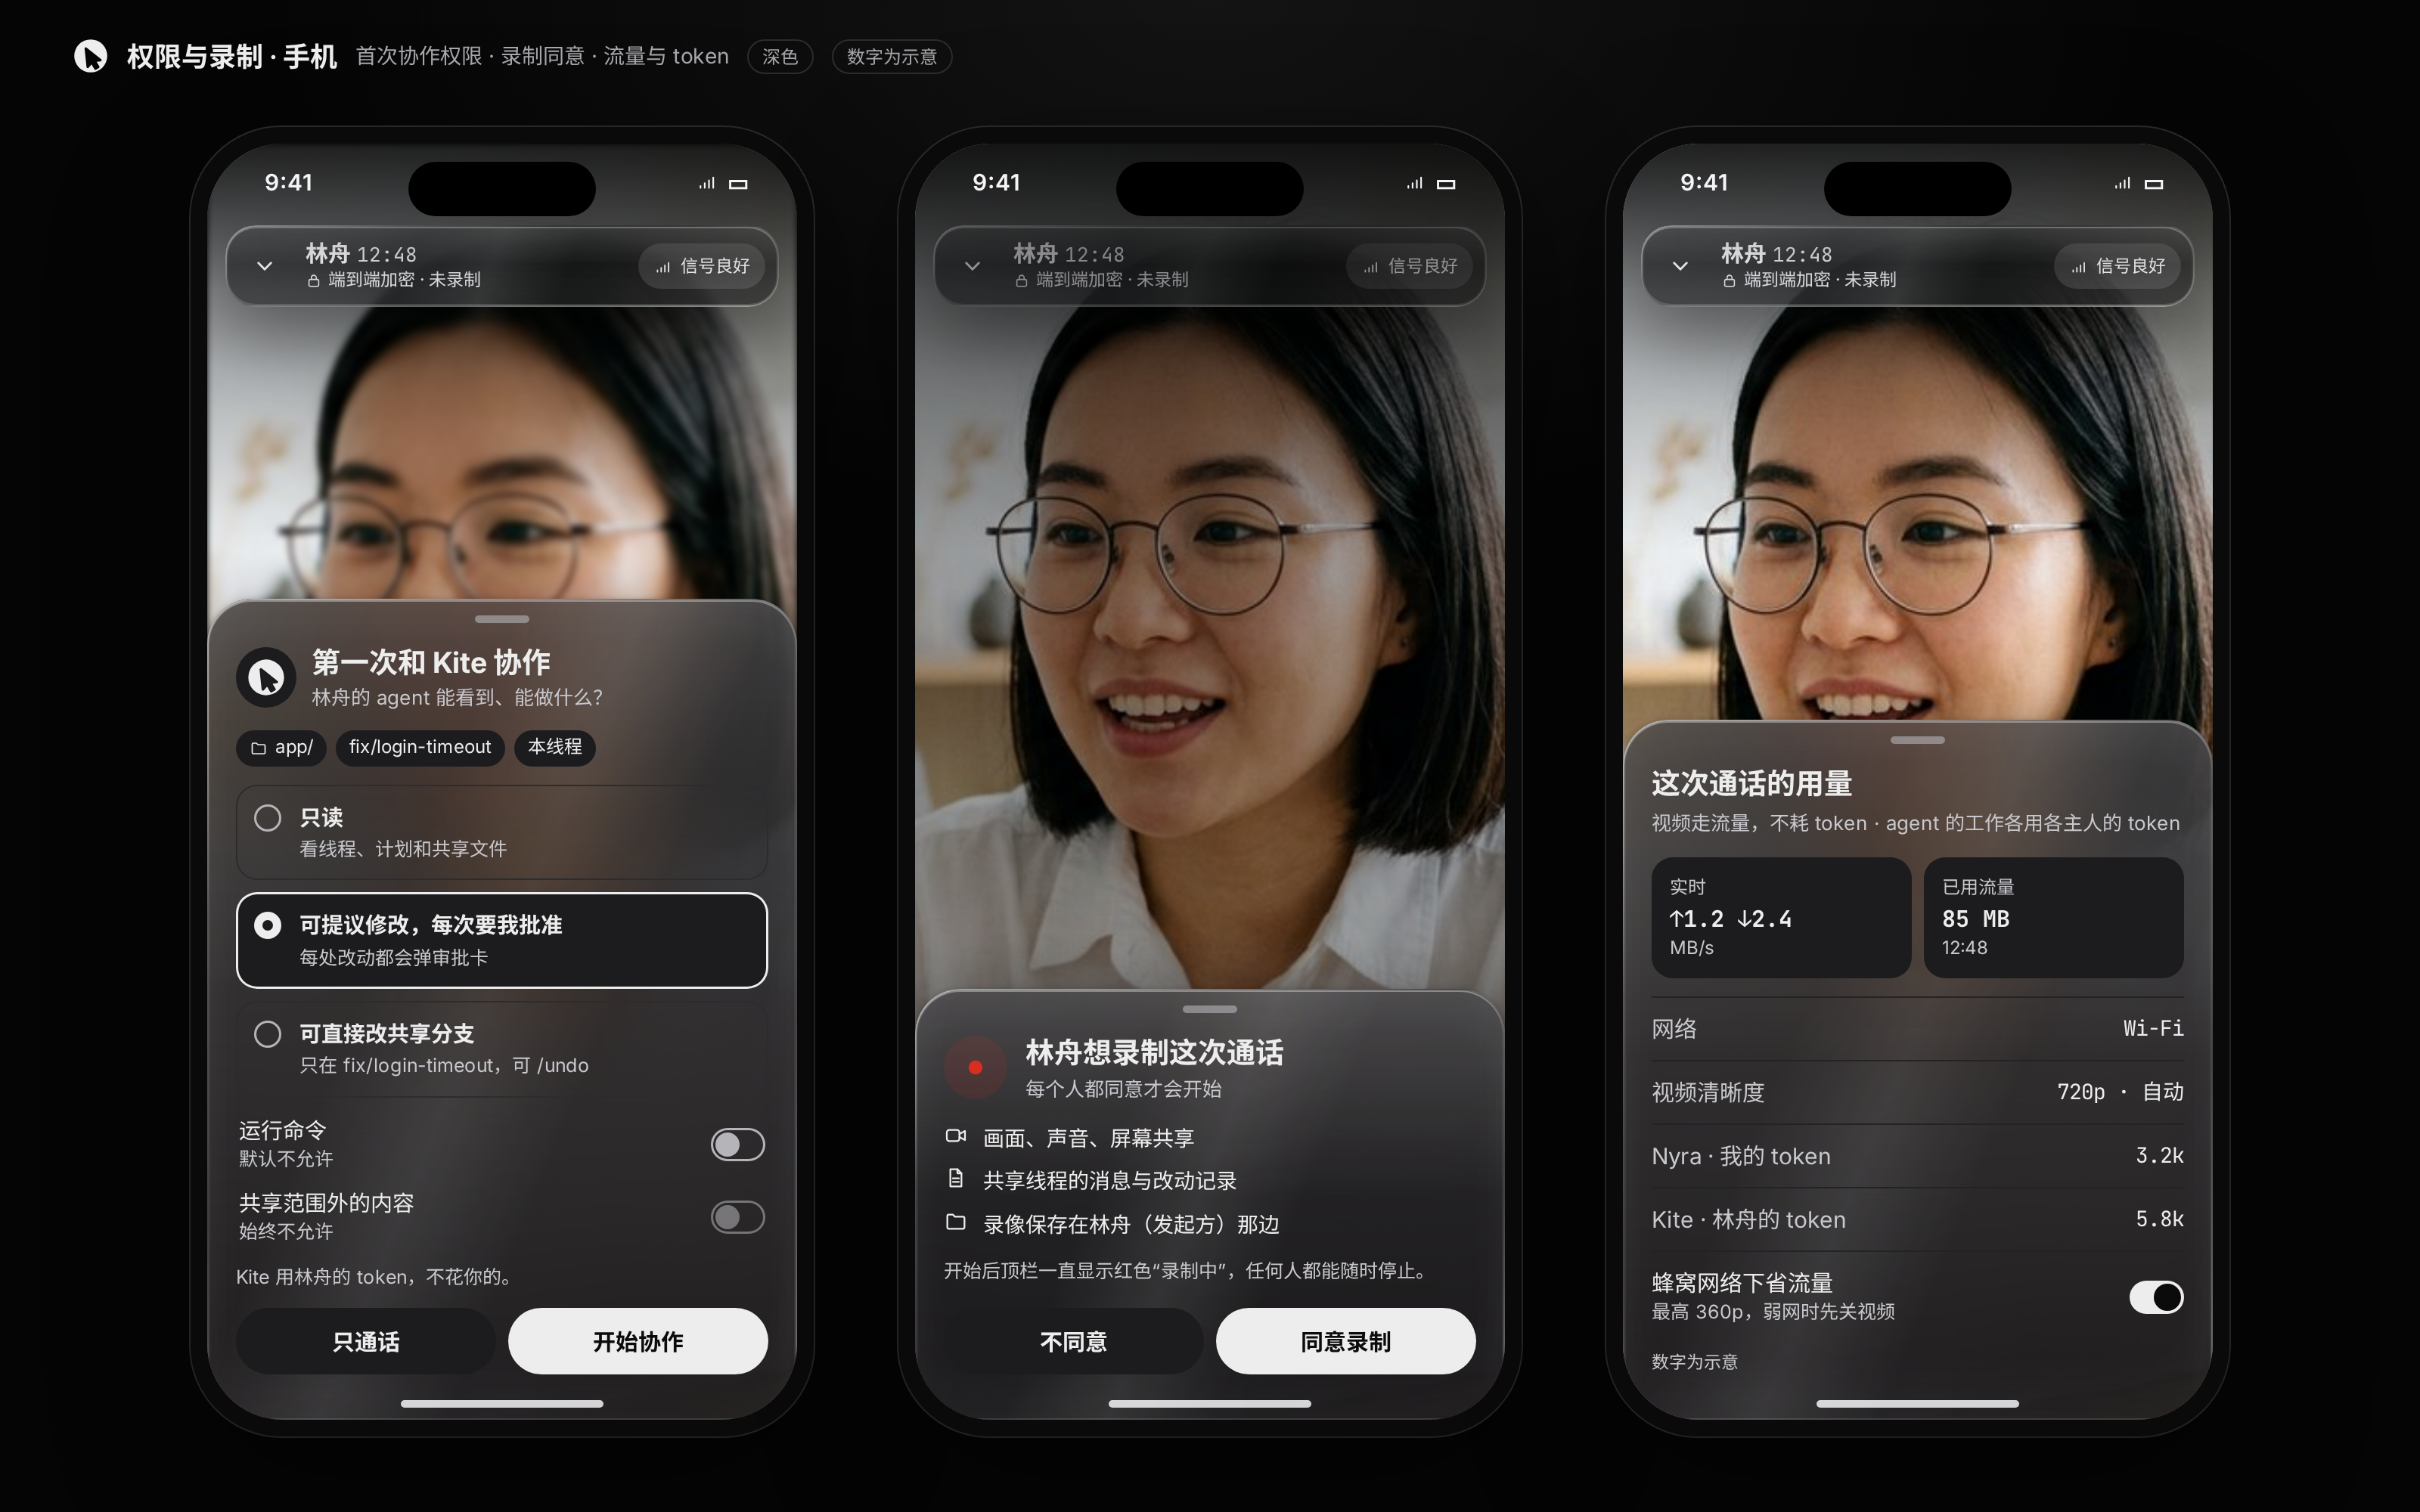 权限与录制 · 手机 首次协作权限 · 录制同意 · 流量与 token 深色 数字为示意
9:41
林舟 12:48
端到端加密 · 未录制
信号良好
第一次和 Kite 协作
林舟的 agent 能看到、能做什么？
app/ fix/login-timeout 本线程
只读
看线程、计划和共享文件
可提议修改，每次要我批准
每处改动都会弹审批卡
可直接改共享分支
只在 fix/login-timeout，可 /undo
运行命令
默认不允许
共享范围外的内容
始终不允许
Kite 用林舟的 token，不花你的。
只通话 开始协作
9:41
林舟 12:48
端到端加密 · 未录制
信号良好
林舟想录制这次通话
每个人都同意才会开始
画面、声音、屏幕共享
共享线程的消息与改动记录
录像保存在林舟（发起方）那边
开始后顶栏一直显示红色“录制中”，任何人都能随时停止。
不同意 同意录制
9:41
林舟 12:48
端到端加密 · 未录制
信号良好
这次通话的用量
视频走流量，不耗 token · agent 的工作各用各主人的 token
实时
↑1.2 ↓2.4
MB/s
已用流量
85 MB
12:48
网络 Wi-Fi
视频清晰度 720p · 自动
Nyra · 我的 token 3.2k
Kite · 林舟的 token 5.8k
蜂窝网络下省流量
最高 360p，弱网时先关视频
数字为示意